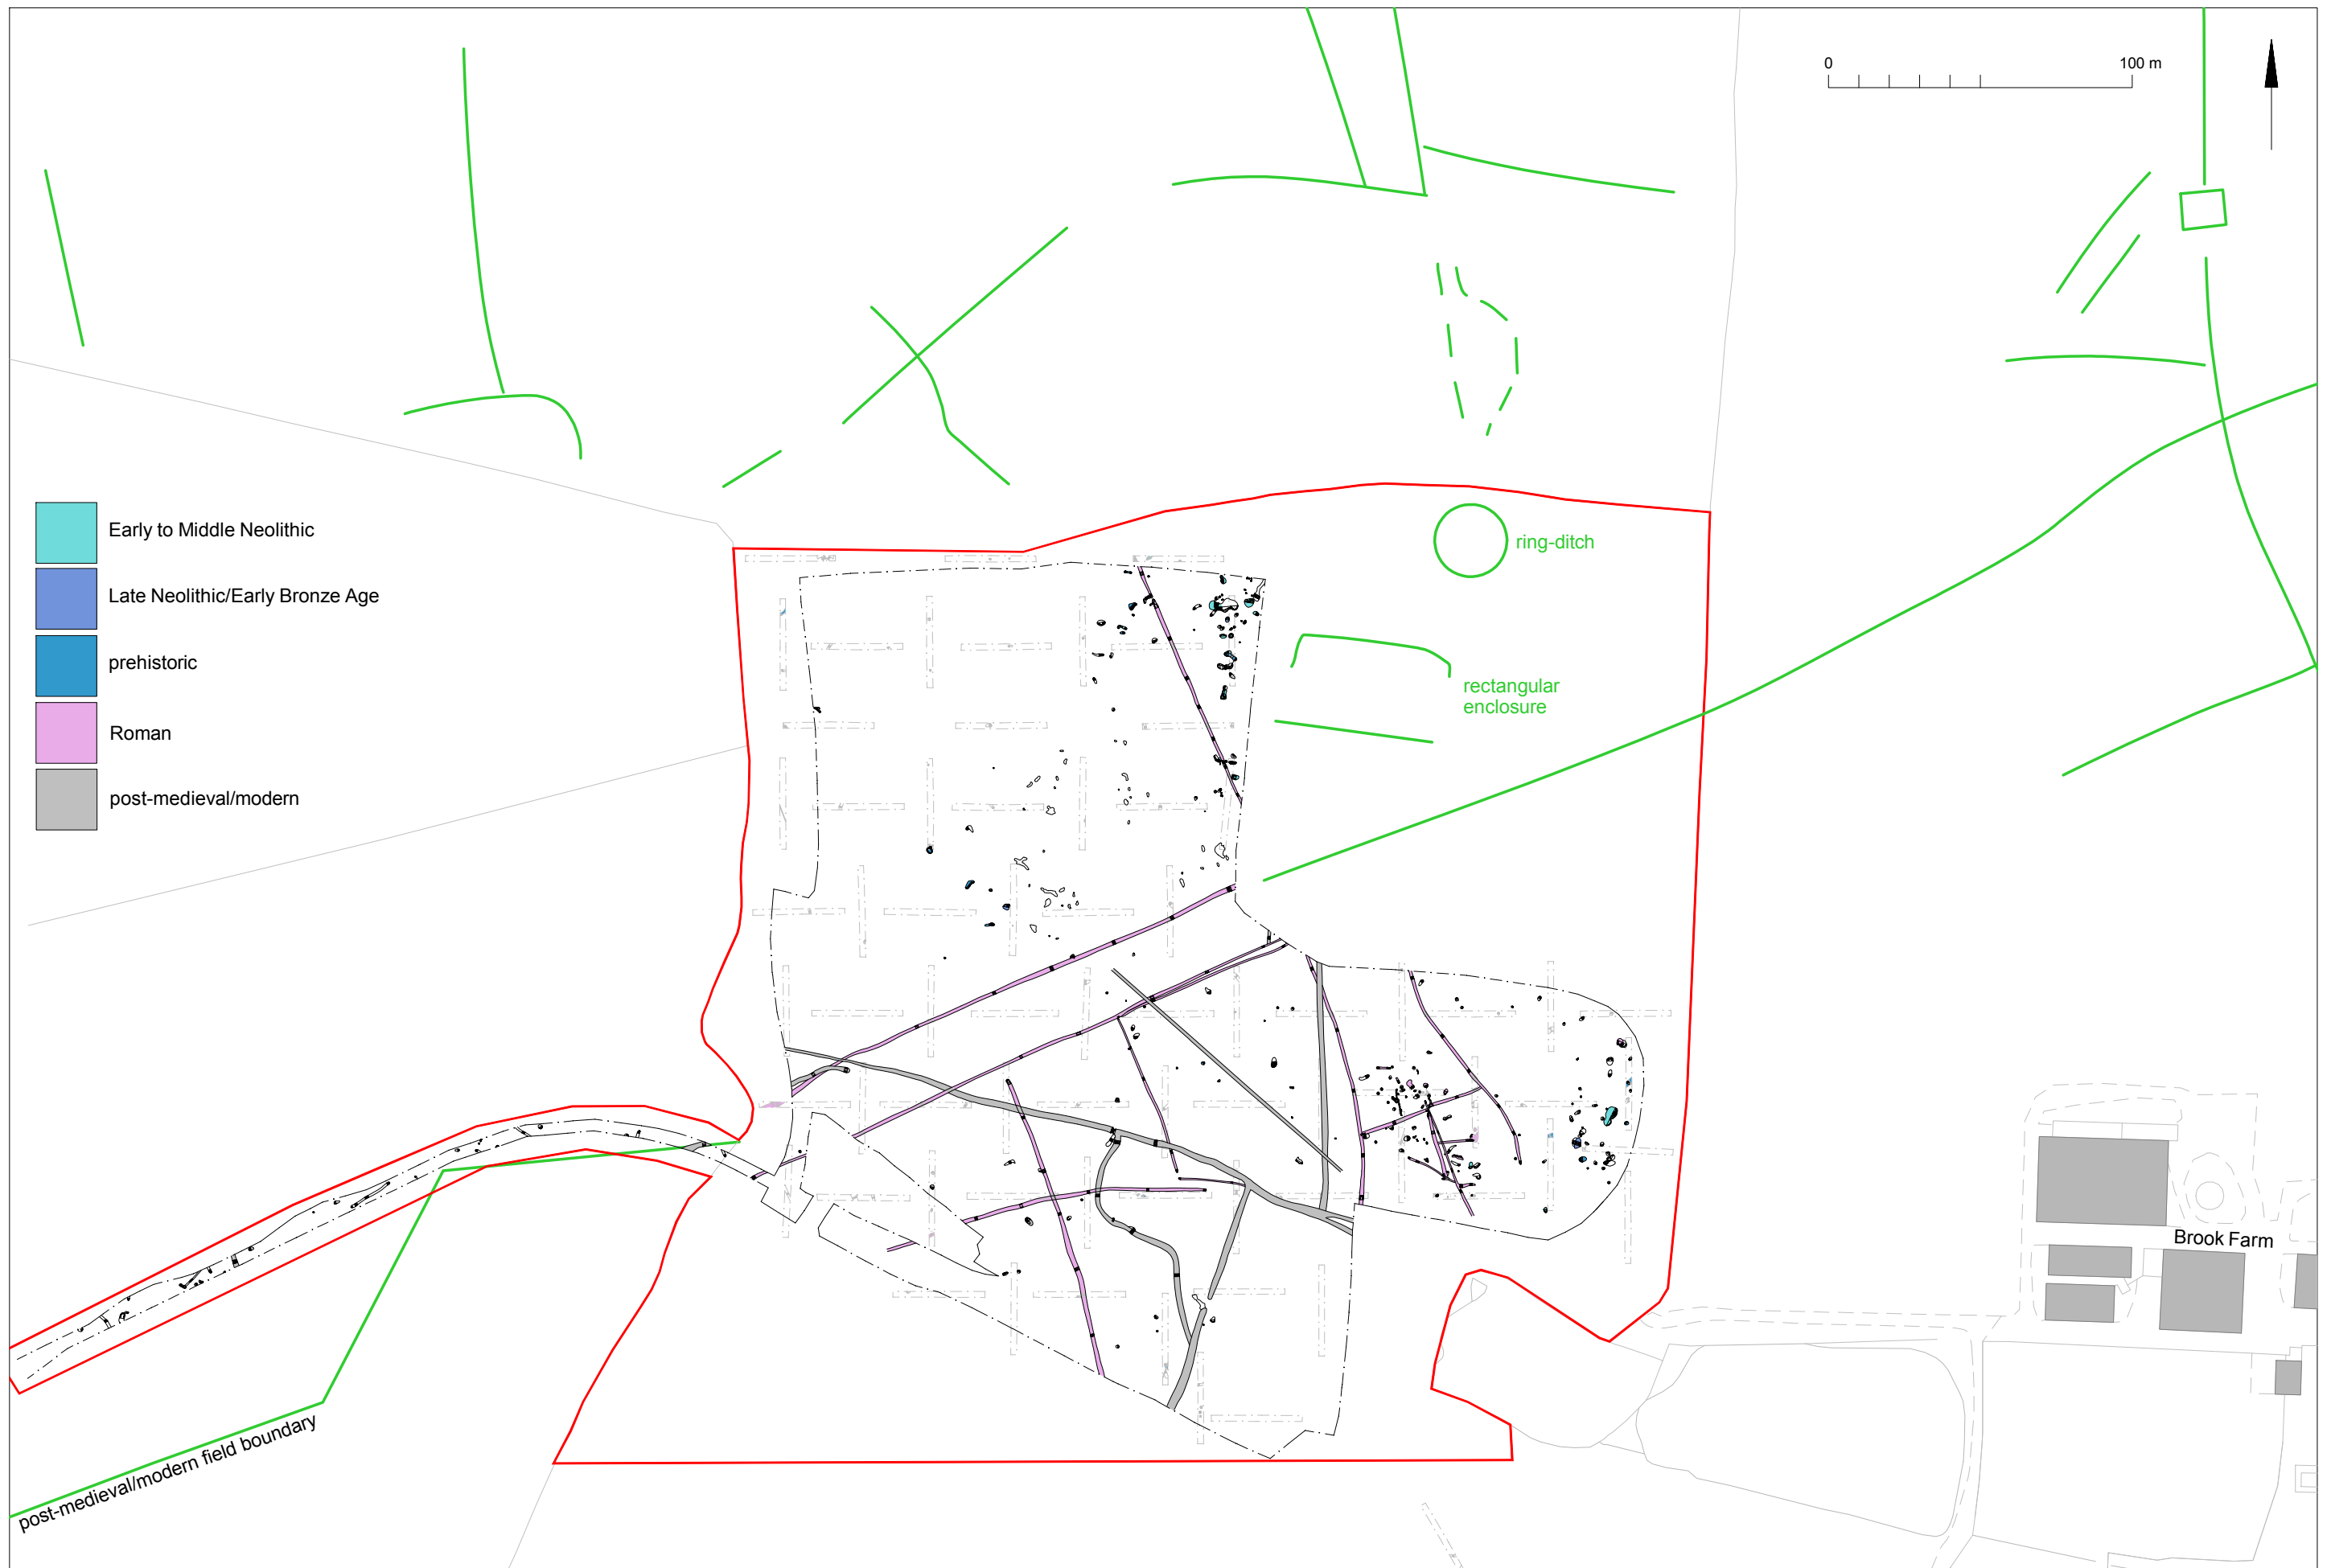 0
100 m
Early to Middle Neolithic
Late Neolithic/Early Bronze Age
prehistoric
Roman
post-medieval/modern
ring-ditch
rectangular
enclosure
Brook Farm
post-medieval/modern field boundary